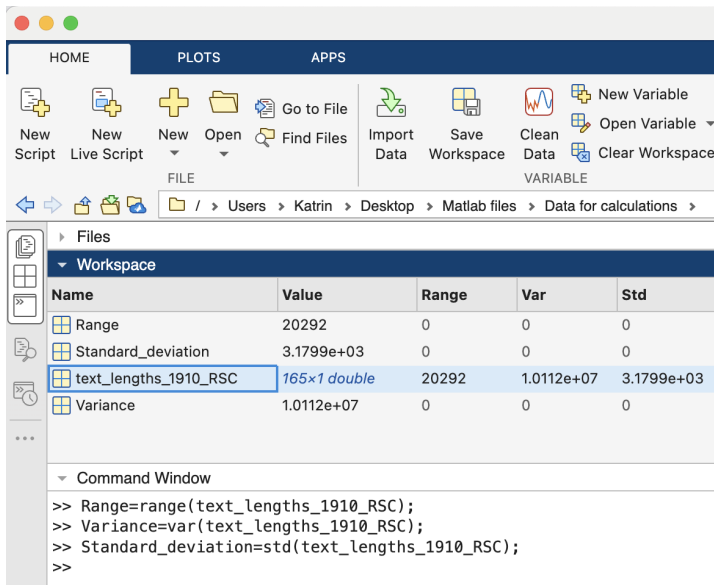 HOME PLOTS APPS
New Script
New Live Script
New
Open
Go to File
Find Files
FILE
Import Data
Save Workspace
Clean Data
New Variable
Open Variable
Clear Workspace
VARIABLE
/ > Users > Katrin > Desktop > Matlab files > Data for calculations >
Files
Workspace
Name Value Range Var Std
Range 20292 0 0 0
Standard_deviation 3.1799e+03 0 0 0
text_lengths_1910_RSC 165×1 double 20292 1.0112e+07 3.1799e+03
Variance 1.0112e+07 0 0 0
Command Window
>> Range=range(text_lengths_1910_RSC);
>> Variance=var(text_lengths_1910_RSC);
>> Standard_deviation=std(text_lengths_1910_RSC);
>>